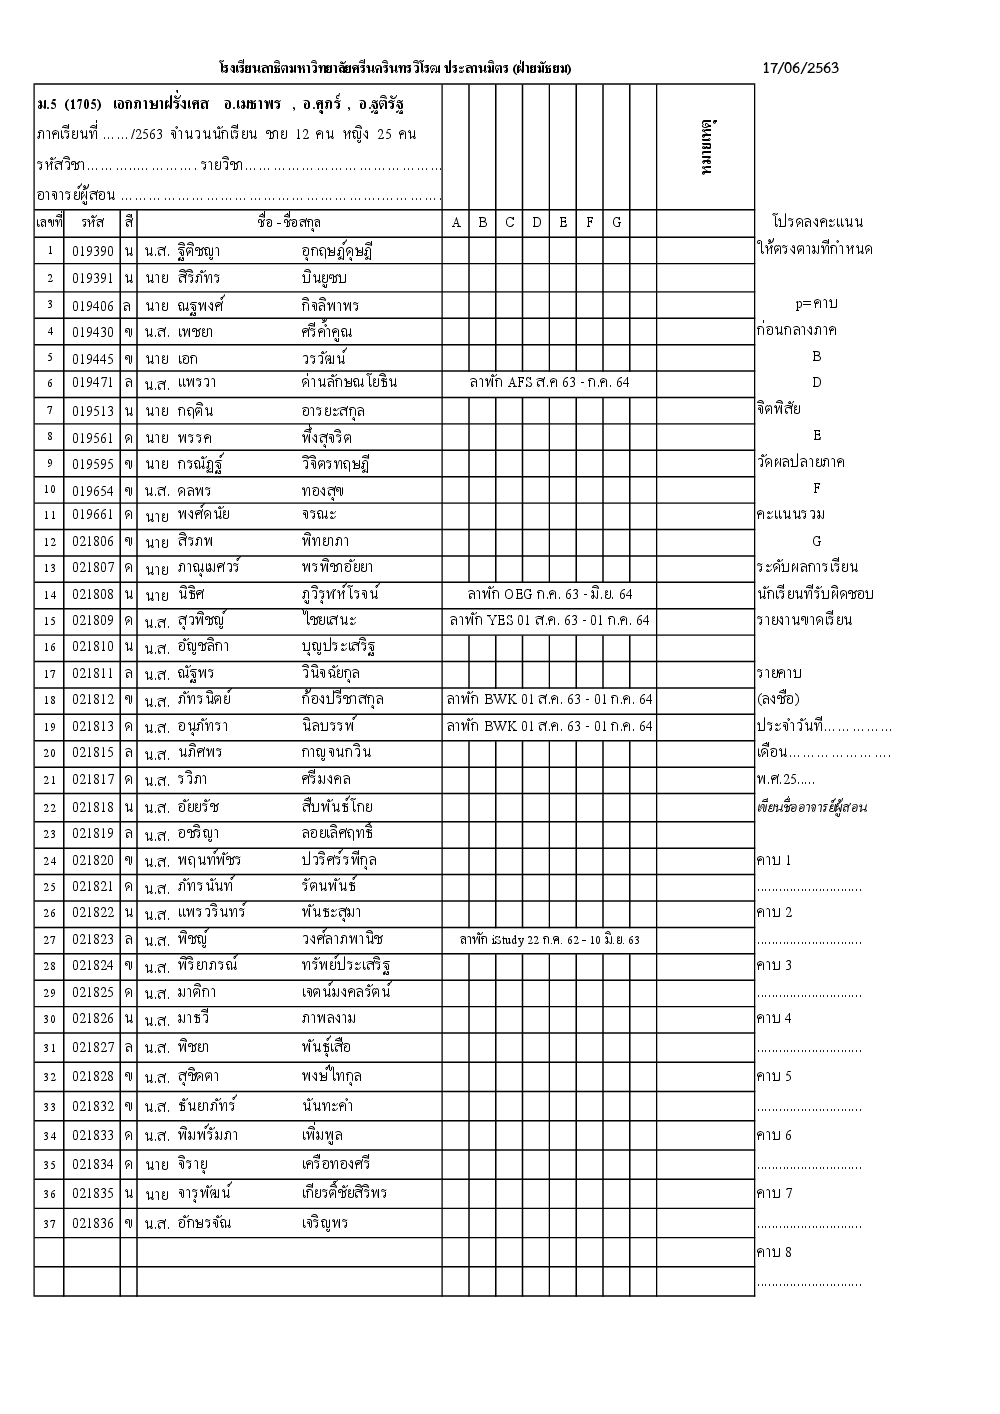 โรงเรียนสาธิตมหาวิทยาลัยศรีนครินทรวิโรฒ ประสานมิตร (ฝ่ายมัธยม) 17/06/2563
ม.5 (1705) เอกภาษาฝรั่งเศส อ.เมธาพร , อ.ศุภร์ , อ.ฐิติรัฐ
หมายเหตุ
ภาคเรียนที่ ....../2563 จำนวนนักเรียน ชาย 12 คน หญิง 25 คน
รหัสวิชา........................ รายวิชา..........................................
อาจารย์ผู้สอน ................................................................
เลขที่ รหัส สี ชื่อ - ชื่อสกุล A B C D E F G โปรดลงคะแนน
1 019390 น น.ส. ฐิติชญา อุกฤษฎ์ดุษฎี ให้ตรงตามที่กำหนด
2 019391 น นาย สิริภัทร บินยูซบ
3 019406 ล นาย ณฐพงศ์ กิจลิพาพร p=คาบ
4 019430 ข น.ส. เพชยา ศรีค้ำคูณ ก่อนกลางภาค
5 019445 ข นาย เอก วรวัฒน์ B
6 019471 ล น.ส. แพรวา ด่านลักษณโยธิน ลาพัก AFS ส.ค 63 - ก.ค. 64 D
7 019513 น นาย กฤติน อารยะสกุล จิตพิสัย
8 019561 ด นาย พรรค พึ่งสุจริต E
9 019595 ข นาย กรณัฏฐ์ วิจิตรทฤษฎี วัดผลปลายภาค
10 019654 ข น.ส. ดลพร ทองสุข F
11 019661 ด นาย พงศ์ดนัย จรณะ คะแนนรวม
12 021806 ข นาย สิรภพ พิทยาภา G
13 021807 ด นาย ภาณุเมศวร์ พรพิชาอัยยา ระดับผลการเรียน
14 021808 น นาย นิธิศ ภูวิรุฬห์โรจน์ ลาพัก OEG ก.ค. 63 - มิ.ย. 64 นักเรียนที่รับผิดชอบ
15 021809 ด น.ส. สุวพิชญ์ ไชยเสนะ ลาพัก YES 01 ส.ค. 63 - 01 ก.ค. 64 รายงานขาดเรียน
16 021810 น น.ส. อัญชลิกา บุญประเสริฐ
17 021811 ล น.ส. ณัฐพร วินิจฉัยกุล รายคาบ
18 021812 ข น.ส. ภัทรนิตย์ ก้องปรีชาสกุล ลาพัก BWK 01 ส.ค. 63 - 01 ก.ค. 64 (ลงชื่อ)
19 021813 ด น.ส. อนุภัทรา นิลบรรพ์ ลาพัก BWK 01 ส.ค. 63 - 01 ก.ค. 64 ประจำวันที่...............
20 021815 ล น.ส. นภิศพร กาญจนกวิน เดือน......................
21 021817 ด น.ส. รวิภา ศรีมงคล พ.ศ.25.....
22 021818 น น.ส. อัยยรัช สืบพันธ์โกย เขียนชื่ออาจารย์ผู้สอน
23 021819 ล น.ส. อชริญา ลอยเลิศฤทธิ์
24 021820 ข น.ส. พฤนท์พัชร ปวริศร์รพีกุล คาบ 1
25 021821 ด น.ส. ภัทรนันท์ รัตนพันธ์ .............................
26 021822 น น.ส. แพรวรินทร์ พันธะสุมา คาบ 2
27 021823 ล น.ส. พิชญ์ วงศ์ลาภพานิช ลาพัก iStudy 22 ก.ค. 62 - 10 มิ.ย. 63 .............................
28 021824 ข น.ส. พิริยาภรณ์ ทรัพย์ประเสริฐ คาบ 3
29 021825 ด น.ส. มาติกา เจตน์มงคลรัตน์ .............................
30 021826 น น.ส. มาธวี ภาพลงาม คาบ 4
31 021827 ล น.ส. พิชยา พันธุ์เสือ .............................
32 021828 ข น.ส. สุชิตตา พงษ์ไทกุล คาบ 5
33 021832 ข น.ส. ธันยาภัทร์ นันทะคำ .............................
34 021833 ด น.ส. พิมพ์รัมภา เพิ่มพูล คาบ 6
35 021834 ด นาย จิรายุ เครือทองศรี .............................
36 021835 น นาย จารุพัฒน์ เกียรติ์ชัยสิริพร คาบ 7
37 021836 ข น.ส. อักษรจัณ เจริญพร .............................
คาบ 8
.............................